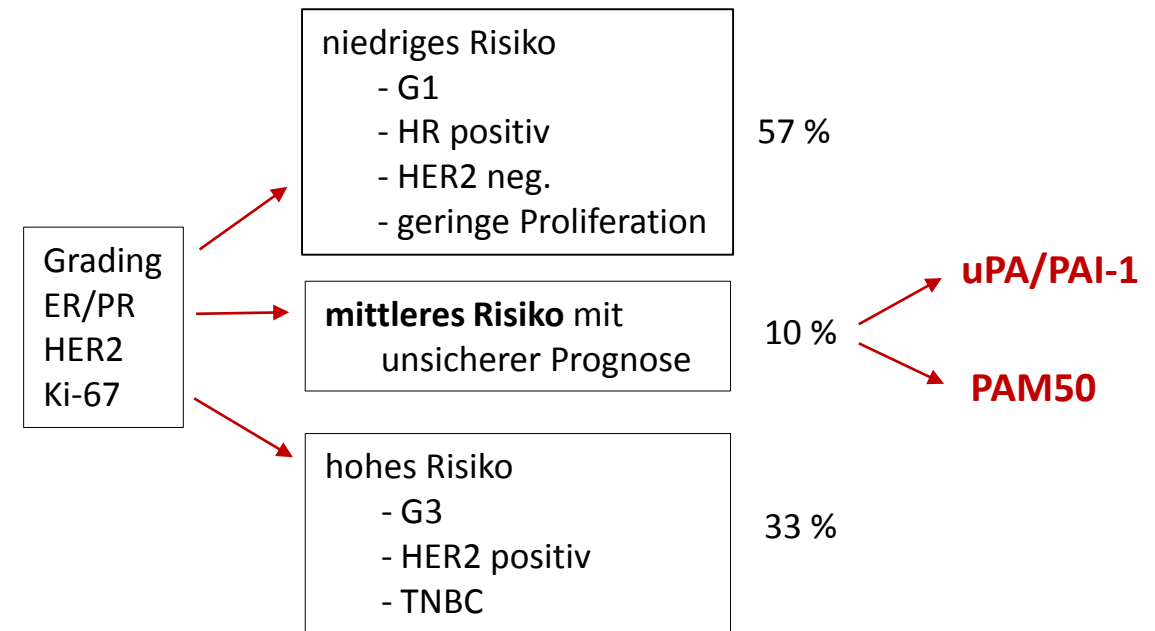 Grading
ER/PR
HER2
Ki-67
niedriges Risiko
- G1
- HR positiv
- HER2 neg.
- geringe Proliferation
57 %
mittleres Risiko mit
unsicherer Prognose
10 %
hohes Risiko
- G3
- HER2 positiv
- TNBC
33 %
uPA/PAI-1
PAM50